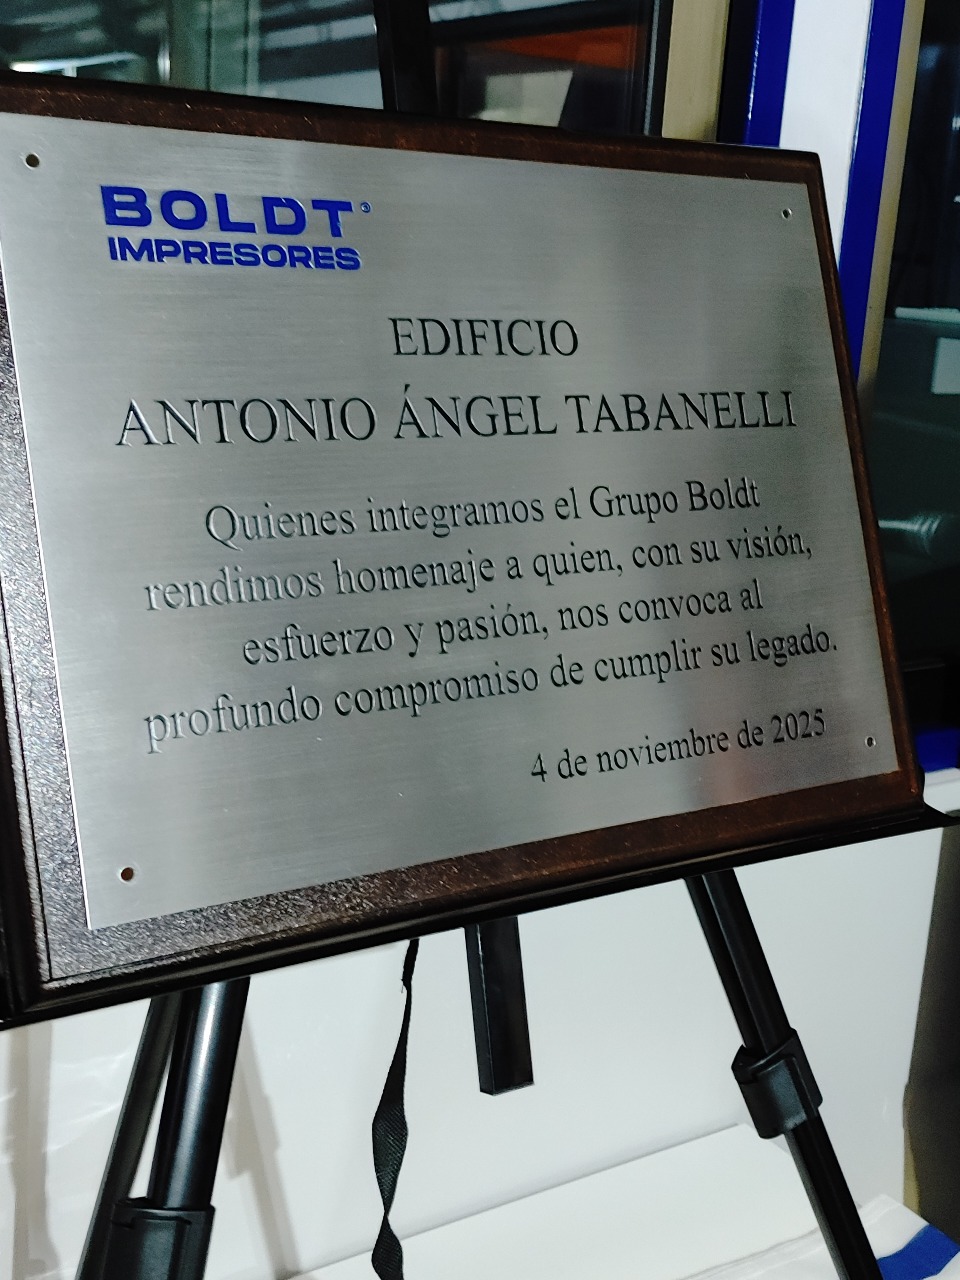 BOLDT®
IMPRESORES
EDIFICIO
ANTONIO ÁNGEL TABANELLI
Quienes integramos el Grupo Boldt
rendimos homenaje a quien, con su visión,
esfuerzo y pasión, nos convoca al
profundo compromiso de cumplir su legado.
4 de noviembre de 2025